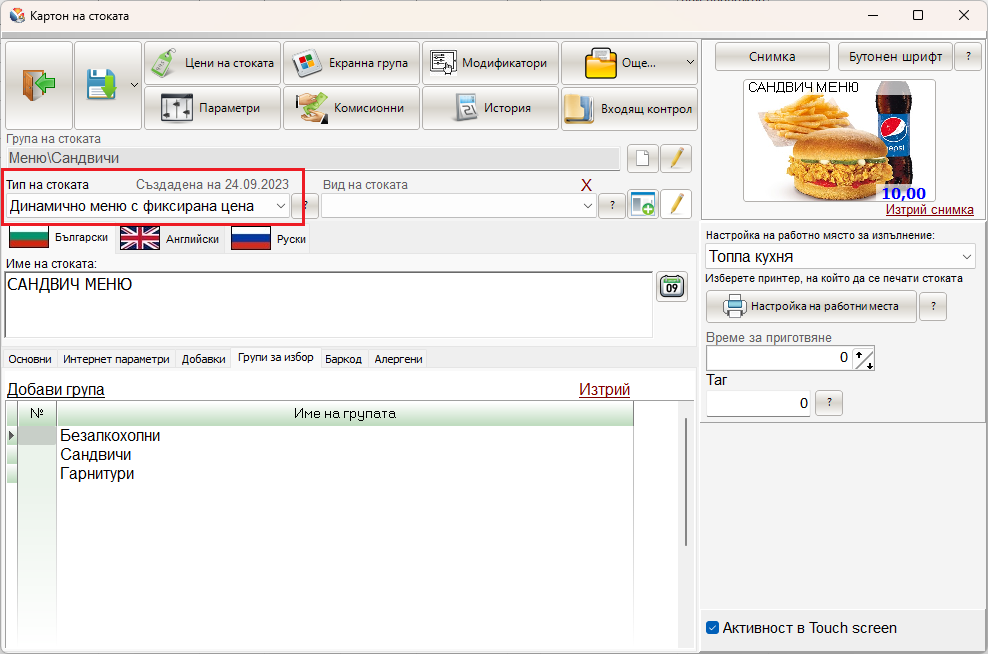 Картон на стоката
Цени на стоката
Екранна група
Модификатори
Още...
Параметри
Комисионни
История
Входящ контрол
Снимка
Бутонен шрифт
?
САНДВИЧ МЕНЮ
pepsi
10,00
Изтрий снимка
Група на стоката
Меню\Сандвичи
Тип на стоката
Създадена на 24.09.2023
Вид на стоката
X
Динамично меню с фиксирана цена
?
?
Български
Английски
Руски
Име на стоката:
САНДВИЧ МЕНЮ
09
Настройка на работно място за изпълнение:
Топла кухня
Изберете принтер, на който да се печати стоката
Настройка на работни места
?
Време за приготвяне
0
Таг
0
?
Основни
Интернет параметри
Добавки
Групи за избор
Баркод
Алергени
Добави група
Изтрий
№
Име на групата
Безалкохолни
Сандвичи
Гарнитури
Активност в Touch screen